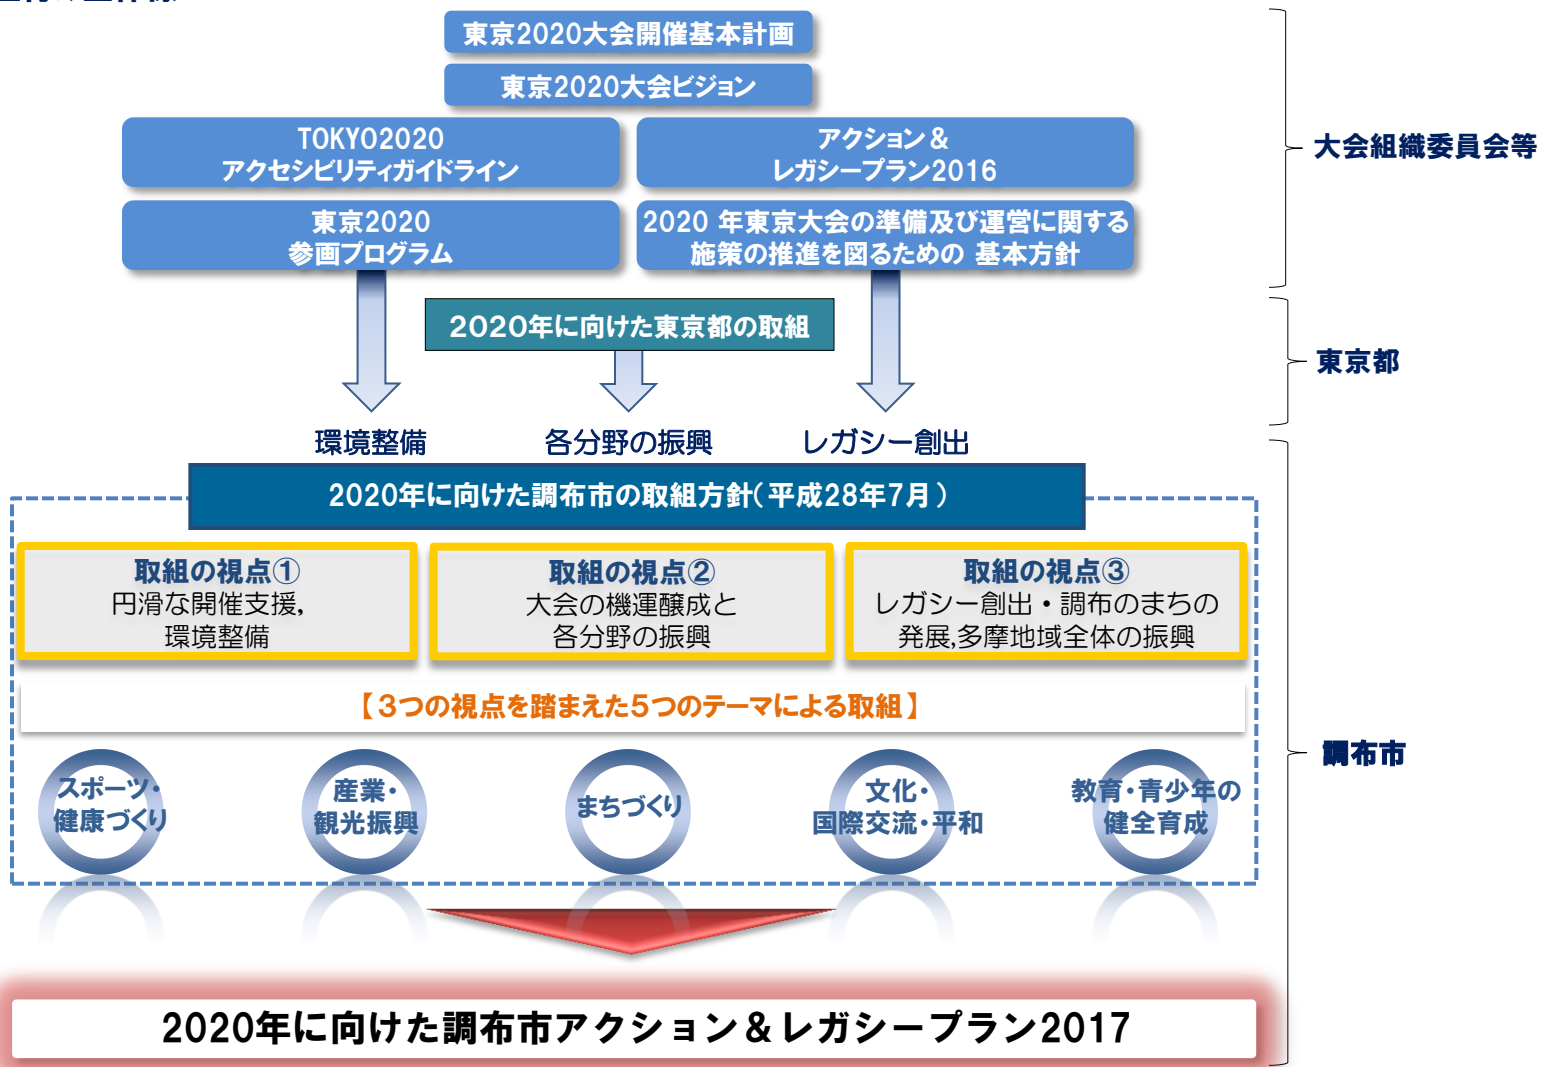 東京2020大会開催基本計画
東京2020大会ビジョン
TOKYO2020
アクセシビリティガイドライン
アクション＆
レガシープラン2016
大会組織委員会等
東京2020
参画プログラム
2020 年東京大会の準備及び運営に関する
施策の推進を図るための 基本方針
2020年に向けた東京都の取組
東京都
環境整備
各分野の振興
レガシー創出
2020年に向けた調布市の取組方針(平成28年7月)
取組の視点①
円滑な開催支援,
環境整備
取組の視点②
大会の機運醸成と
各分野の振興
取組の視点③
レガシー創出・調布のまちの
発展,多摩地域全体の振興
【3つの視点を踏まえた5つのテーマによる取組】
調布市
スポーツ・
健康づくり
産業・
観光振興
まちづくり
文化・
国際交流・平和
教育・青少年の
健全育成
2020年に向けた調布市アクション＆レガシープラン2017